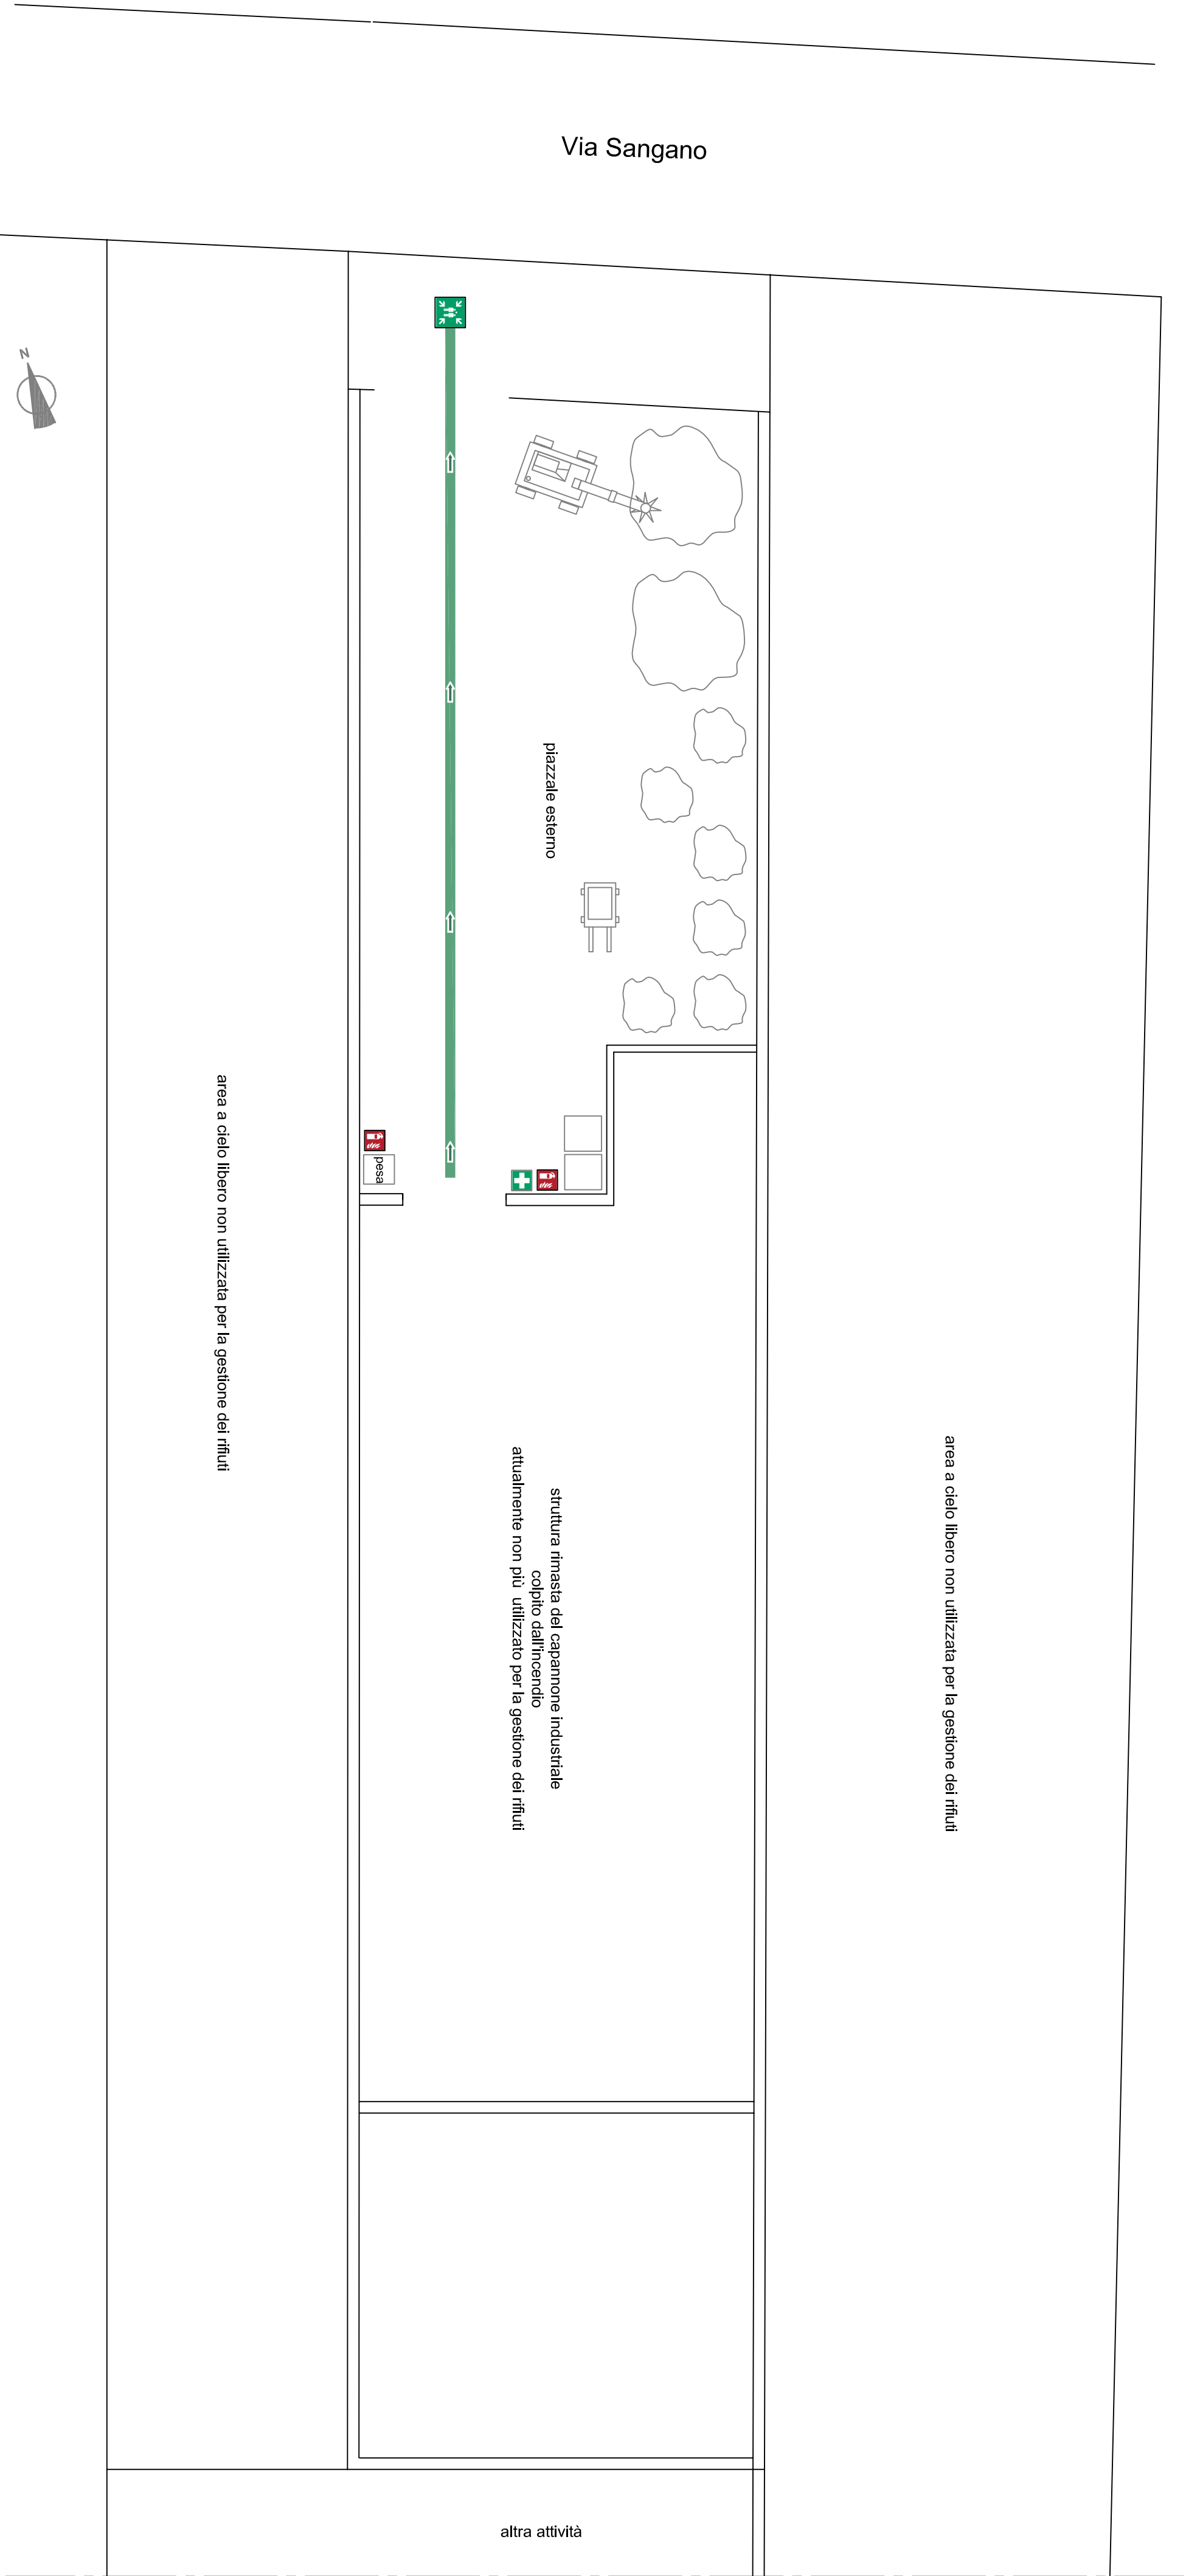 Via Sangano
N
piazzale esterno
pesa
area a cielo libero non utilizzata per la gestione dei rifiuti
struttura rimasta del capannone industriale
colpito dall'incendio
attualmente non più utilizzato per la gestione dei rifiuti
area a cielo libero non utilizzata per la gestione dei rifiuti
altra attività